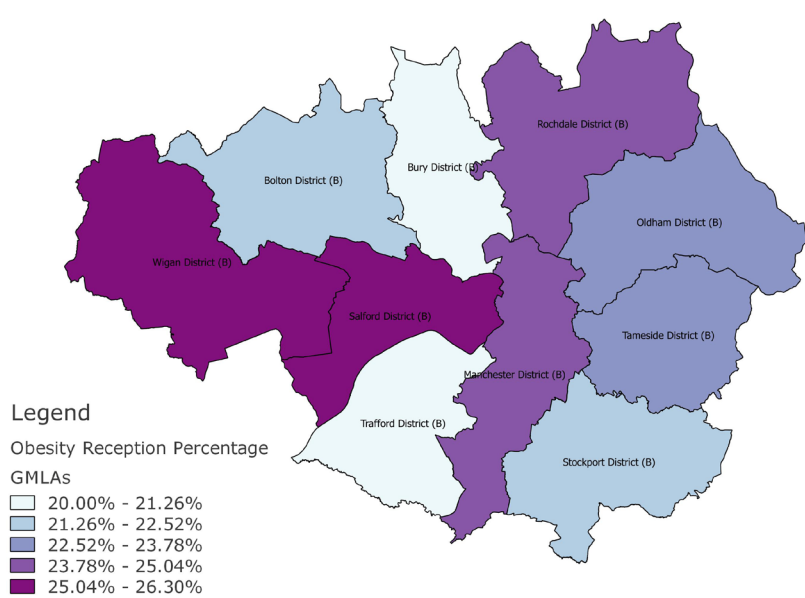 Rochdale District (B)
Bury District (B)
Bolton District (B)
Oldham District (B)
Wigan District (B)
Salford District (B)
Tameside District (B)
Manchester District (B)
Trafford District (B)
Stockport District (B)
Legend
Obesity Reception Percentage
GMLAs
20.00% - 21.26%
21.26% - 22.52%
22.52% - 23.78%
23.78% - 25.04%
25.04% - 26.30%